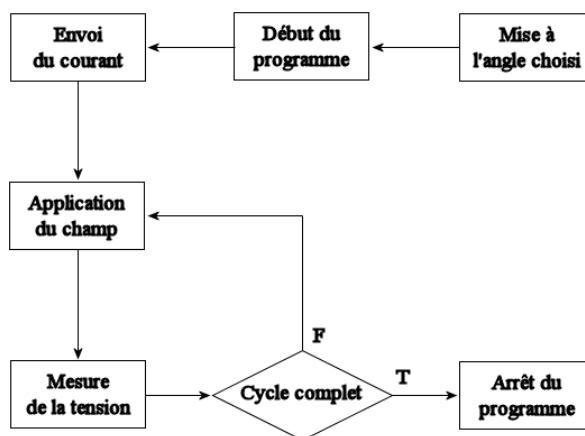 Envoi
du courant
Début du
programme
Mise à
l'angle choisi
Application
du champ
F
Mesure
de la tension
Cycle complet
T
Arrêt du
programme